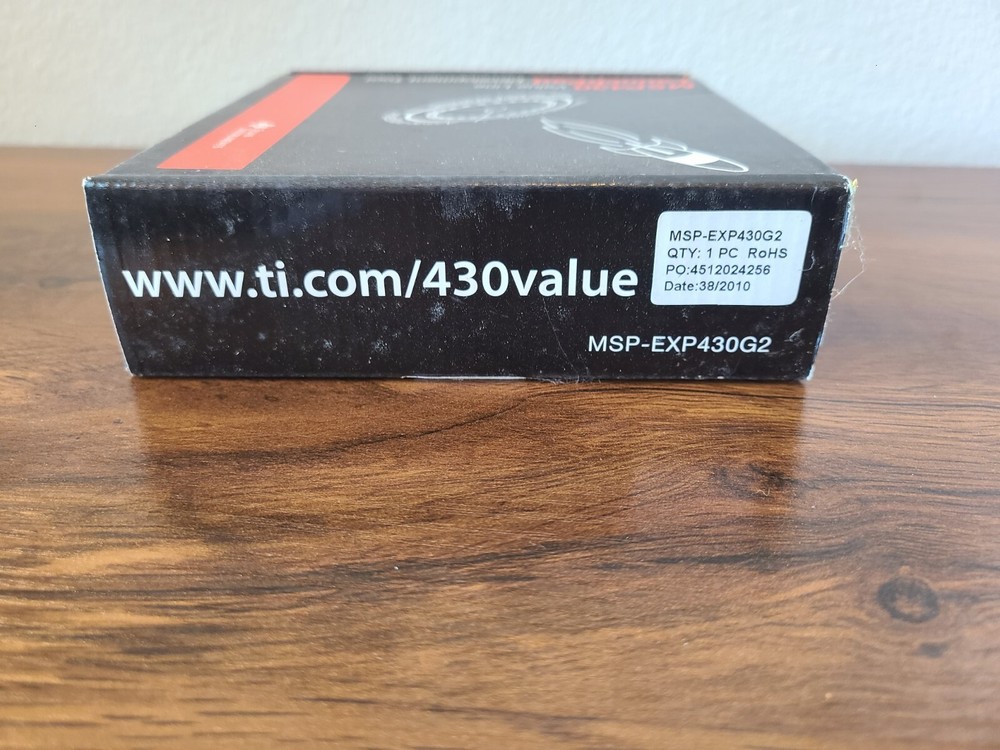 www.ti.com/430value
MSP-EXP430G2
QTY: 1 PC RoHS
PO:4512024256
Date:38/2010
MSP-EXP430G2